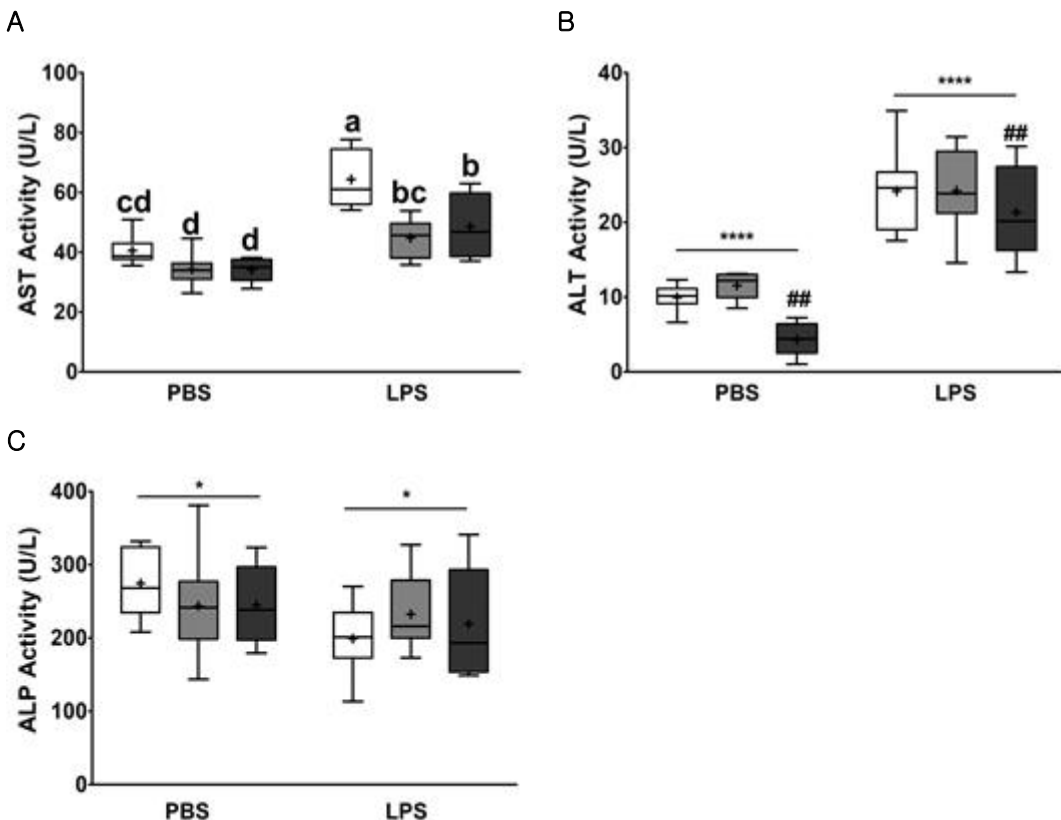 A
AST Activity (U/L)
100
80
60
40
20
0
cd
d
d
a
bc
b
PBS
LPS
B
ALT Activity (U/L)
40
30
20
10
0
****
##
****
##
PBS
LPS
C
ALP Activity (U/L)
400
300
200
100
0
*
*
PBS
LPS